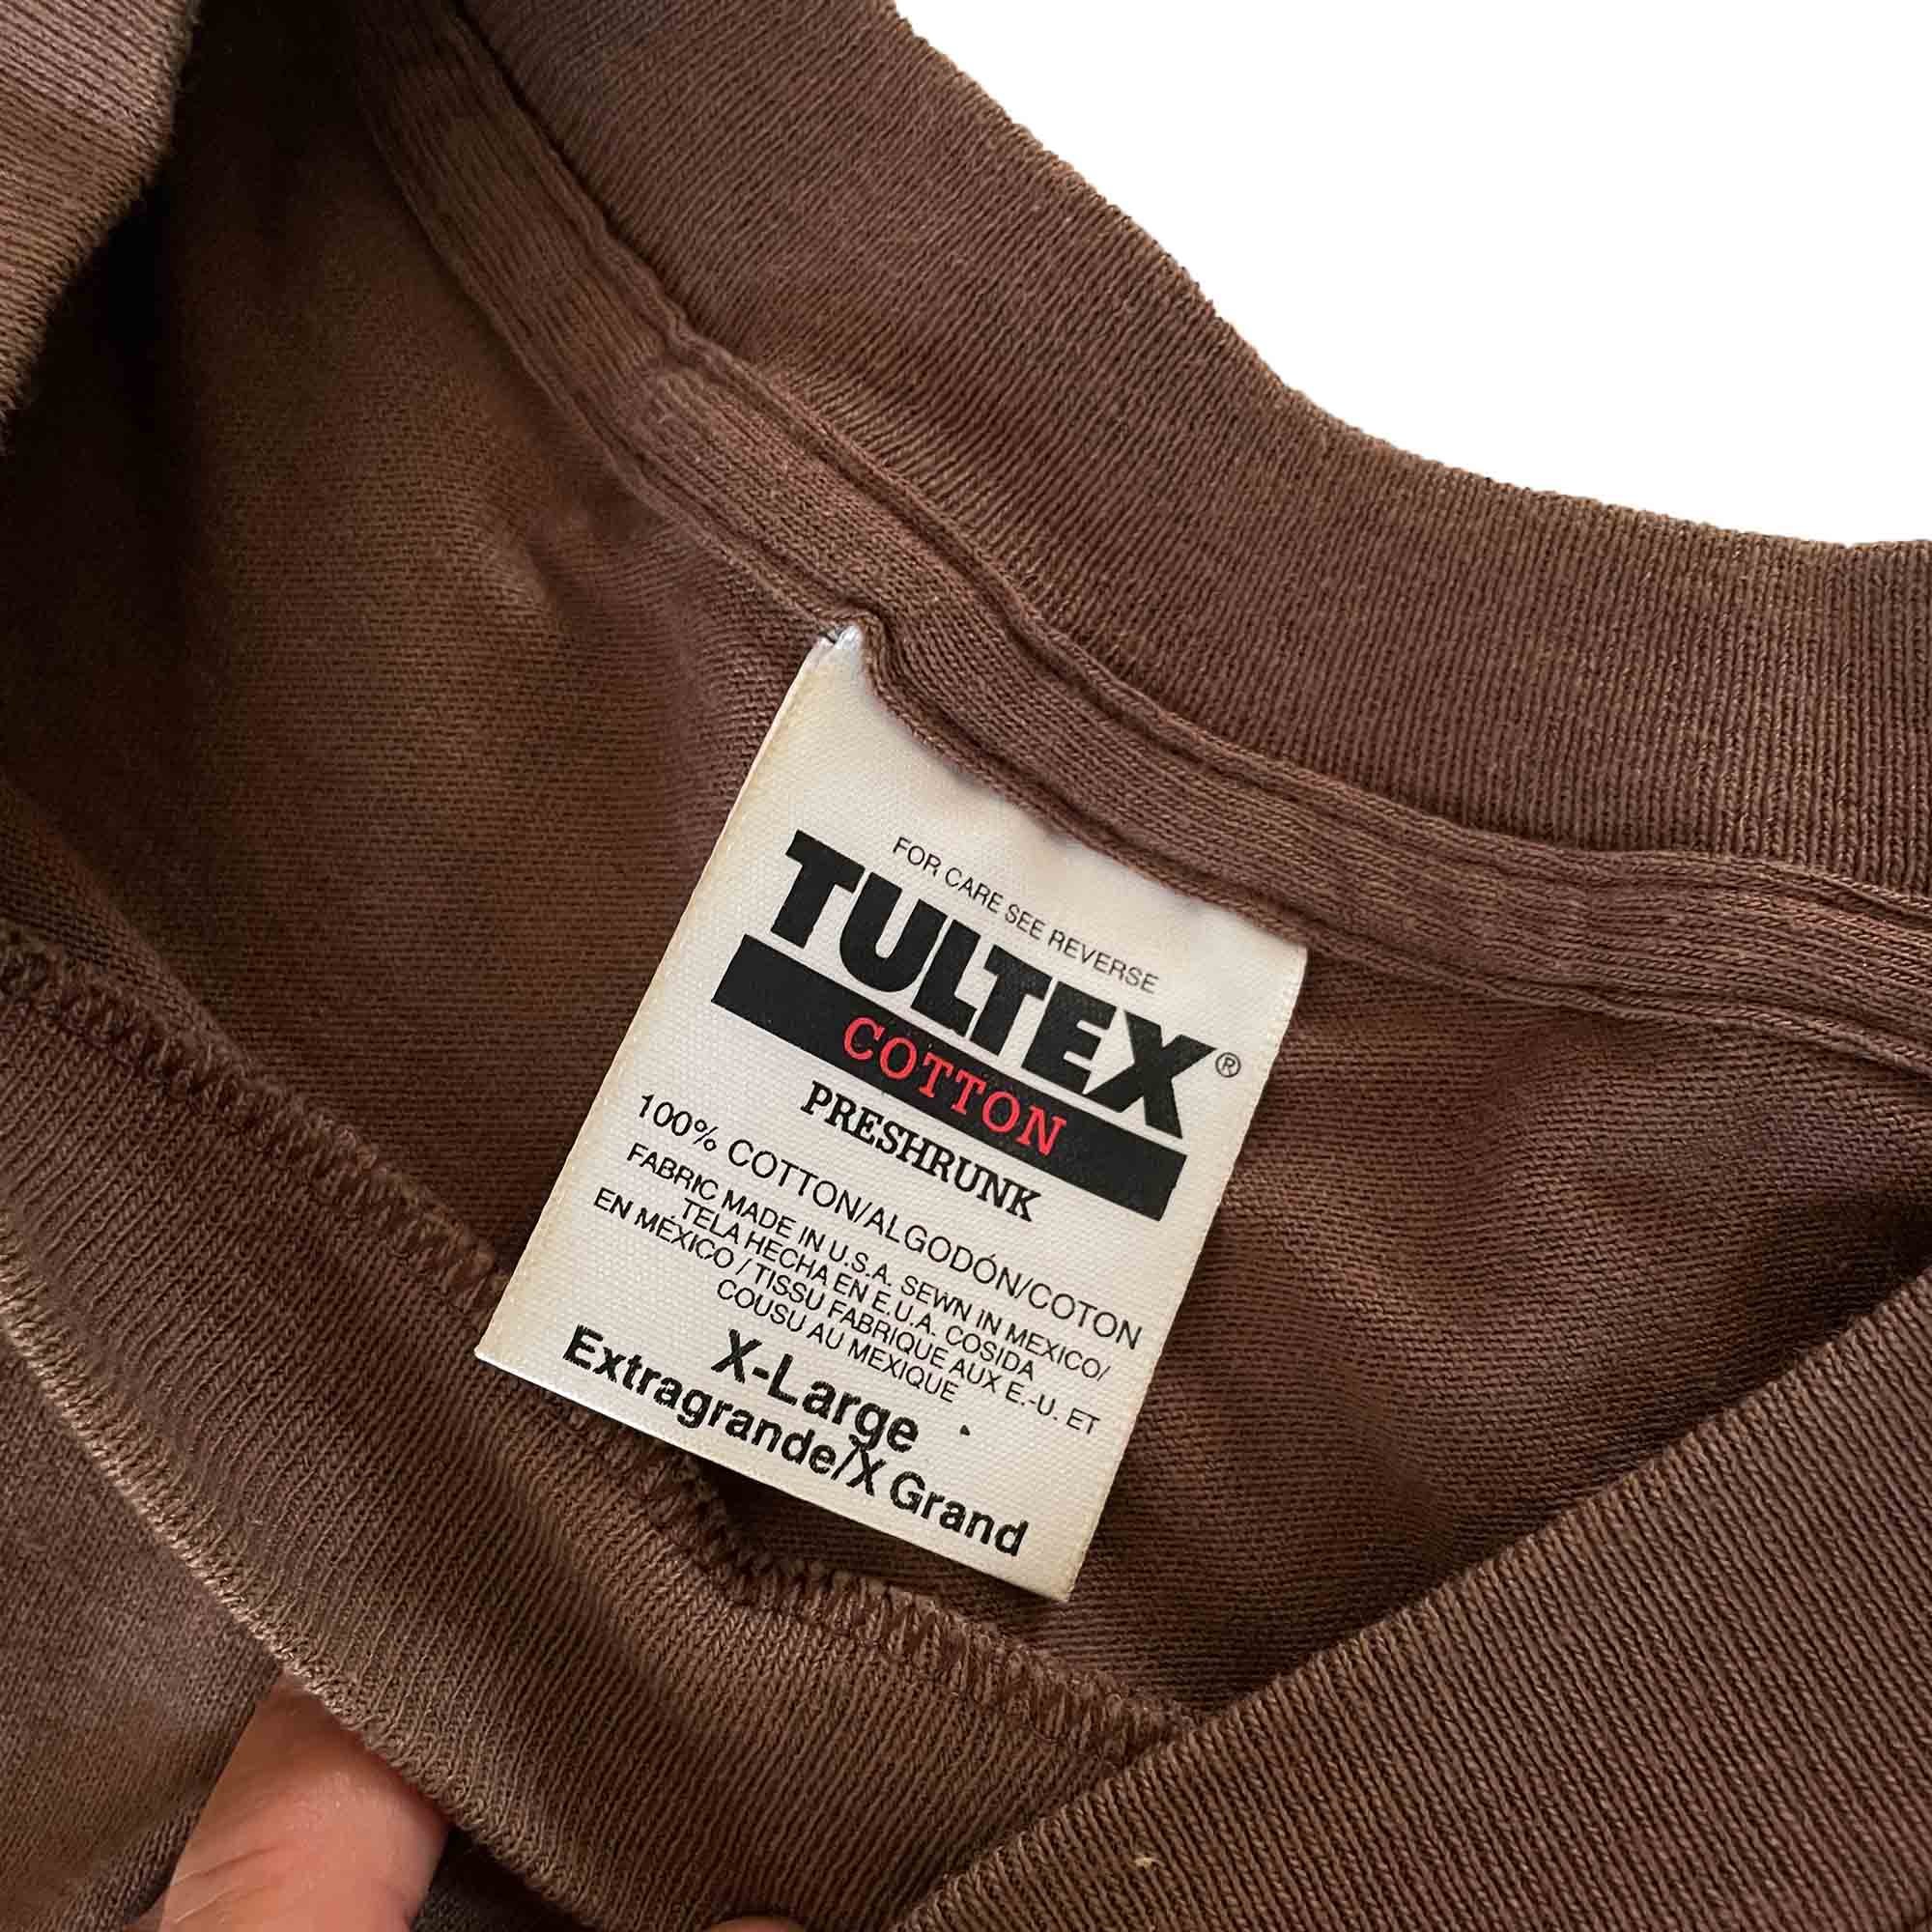 FOR CARE SEE REVERSE
TULTEX®
COTTON
PRESHRUNK
100% COTTON/ALGODÓN/COTON
FABRIC MADE IN U.S.A. SEWN IN MEXICO/
TELA HECHA EN E.U.A. COSIDA
EN MÉXICO / TISSU FABRIQUE AUX E.-U. ET
COUSU AU MEXIQUE
X-Large
Extragrande/X Grand